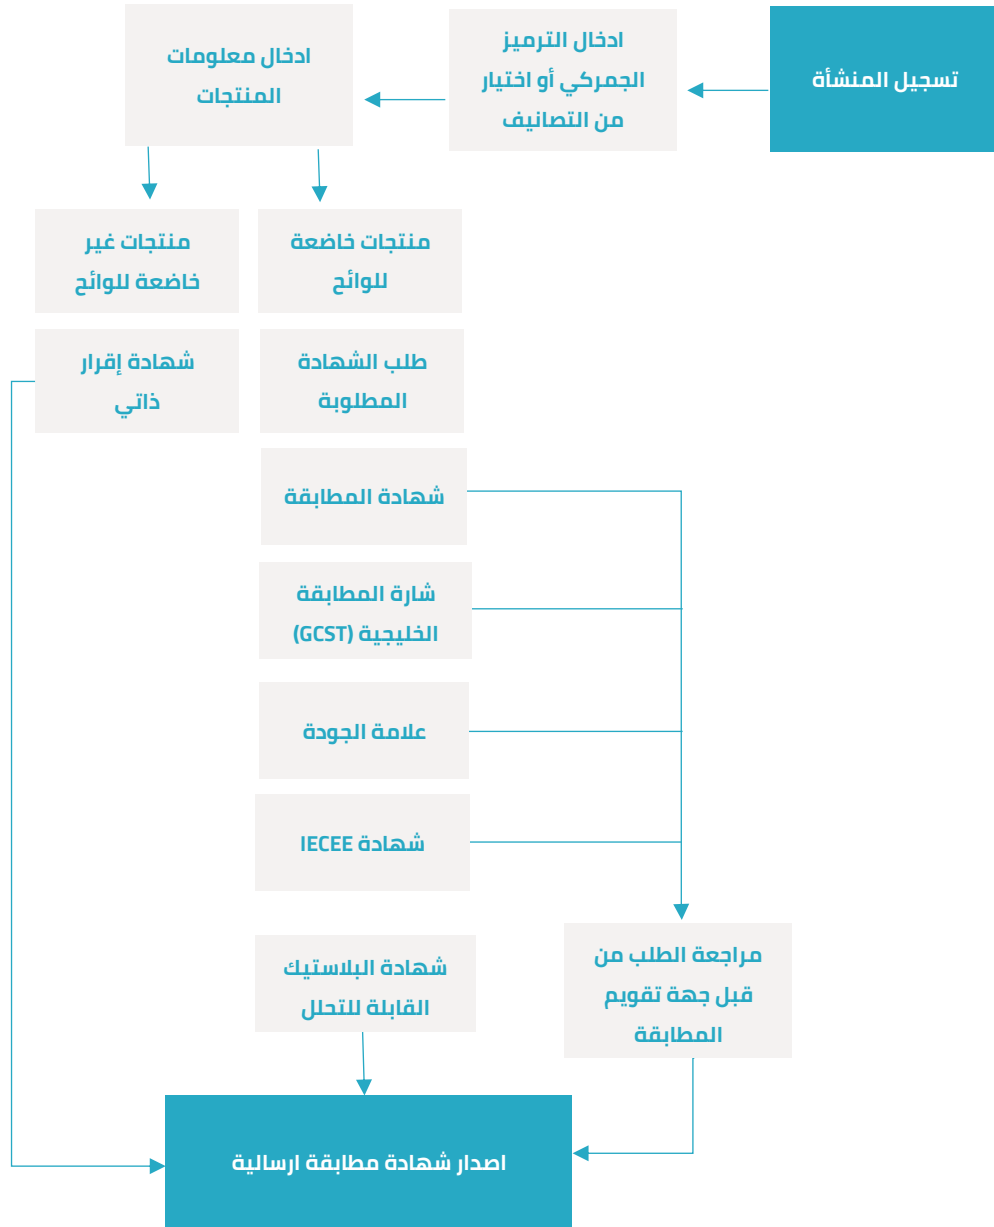 تسجيل المنشأة
ادخال الترميز
الجمركي أو اختيار
من التصانيف
ادخال معلومات
المنتجات
منتجات خاضعة
للوائح
منتجات غير
خاضعة للوائح
طلب الشهادة
المطلوبة
شهادة إقرار
ذاتي
شهادة المطابقة
شارة المطابقة
الخليجية (GCST)
علامة الجودة
شهادة IECEE
مراجعة الطلب من
قبل جهة تقويم
المطابقة
شهادة البلاستيك
القابلة للتحلل
اصدار شهادة مطابقة ارسالية